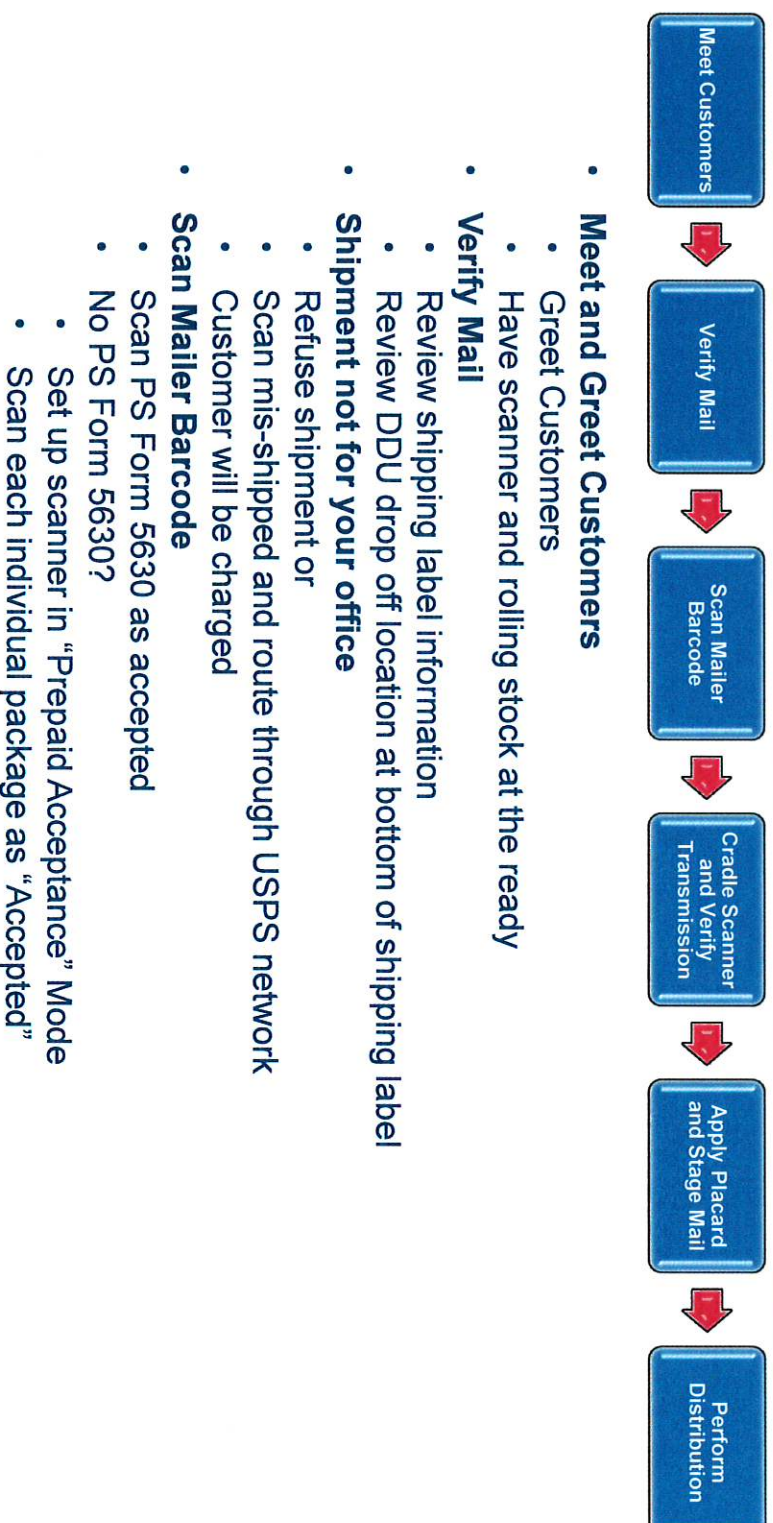 Meet Customers
Verify Mail
Scan Mailer
Barcode
Cradle Scanner
and Verify
Transmission
Apply Placard
and Stage Mail
Perform
Distribution
• Meet and Greet Customers
• Greet Customers
• Have scanner and rolling stock at the ready
• Verify Mail
• Review shipping label information
• Review DDU drop off location at bottom of shipping label
• Shipment not for your office
• Refuse shipment or
• Scan mis-shipped and route through USPS network
• Customer will be charged
• Scan Mailer Barcode
• Scan PS Form 5630 as accepted
• No PS Form 5630?
• Set up scanner in “Prepaid Acceptance” Mode
• Scan each individual package as “Accepted”